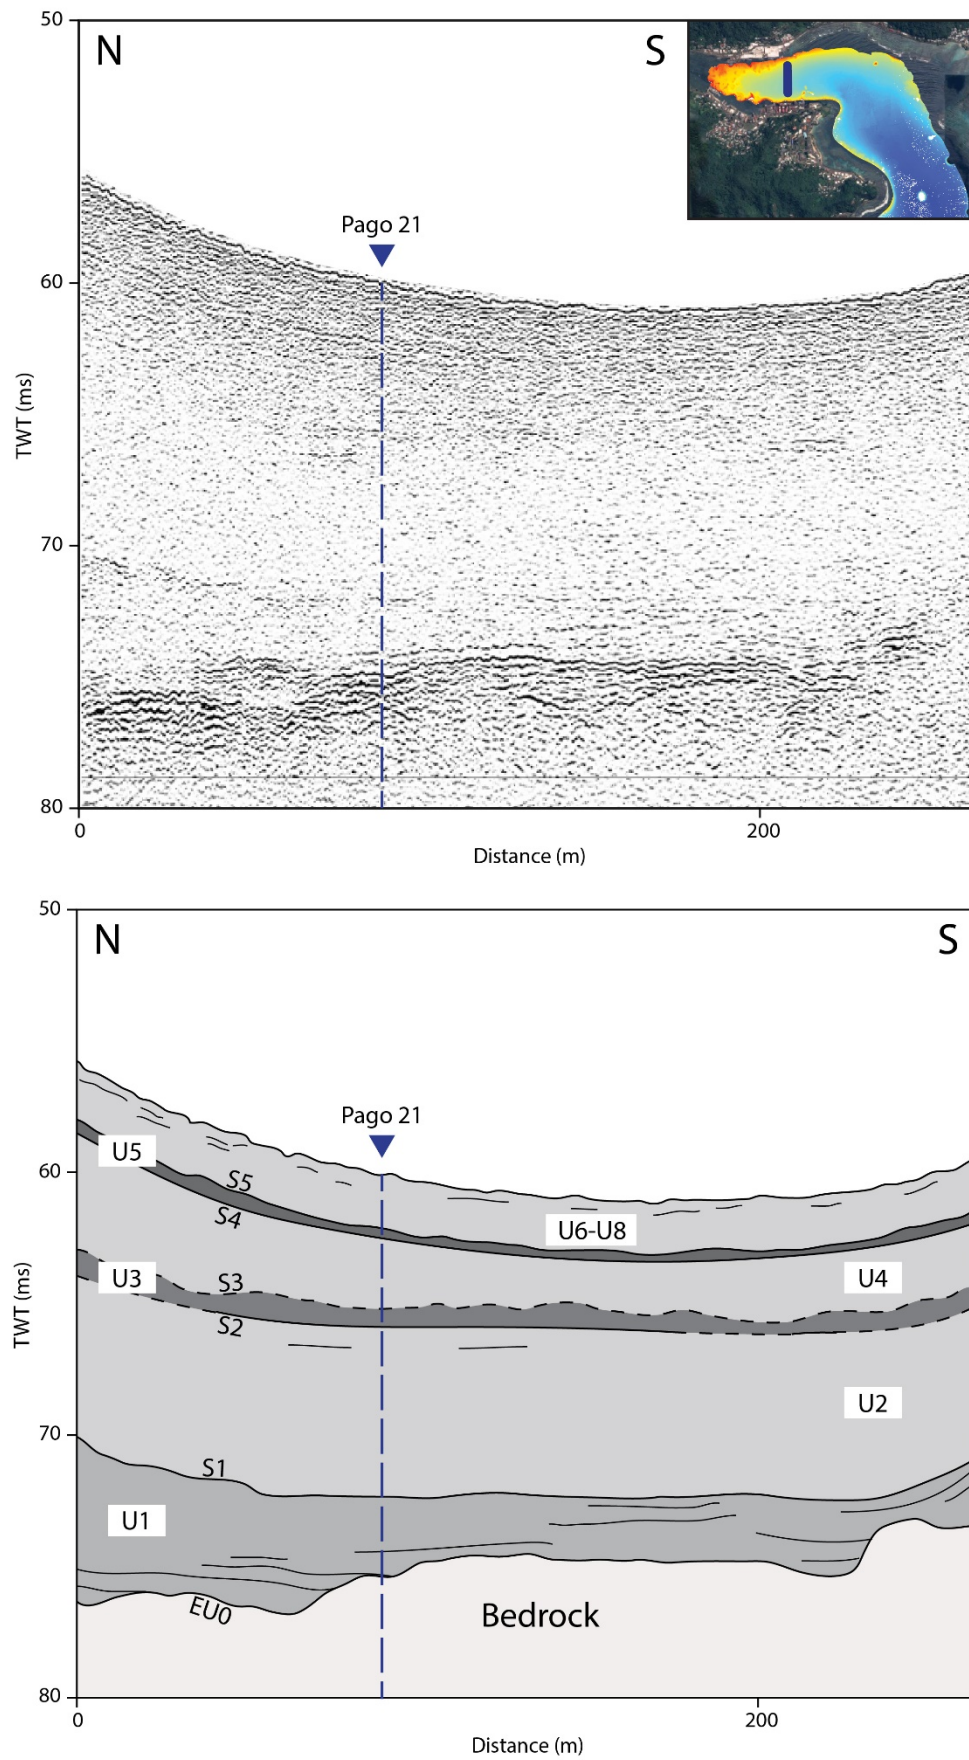 50
N
S
Pago 21
60
TWT (ms)
70
80
0
200
Distance (m)
50
N
S
Pago 21
60
U5
S5
S4
U6-U8
U3
S3
U4
TWT (ms)
S2
U2
70
S1
U1
EU0
Bedrock
80
0
200
Distance (m)